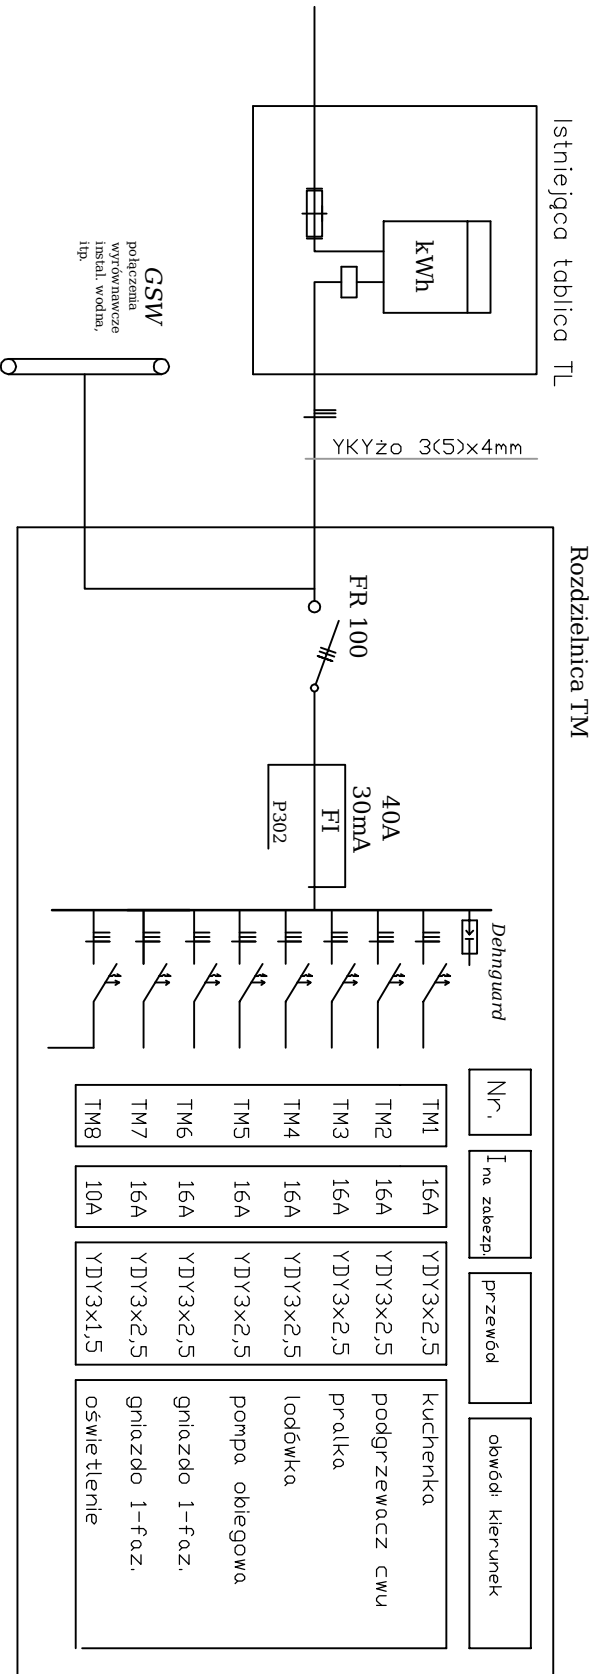 Istniejąca tablica TL
kWh
YKYżo 3(5)x4mm
GSW
połączenia
wyrównawcze
instal. wodna,
itp.
Rozdzielnica TM
FR 100
40A
30mA
FI
P302
Dehnguard
Nr. I na zabezp. przewód obwód: kierunek
TM1 16A YDY3x2,5 kuchenka
TM2 16A YDY3x2,5 podgrzewacz cwu
TM3 16A YDY3x2,5 pralka
TM4 16A YDY3x2,5 lodówka
TM5 16A YDY3x2,5 pompa obiegowa
TM6 16A YDY3x2,5 gniazdo 1-faz.
TM7 16A YDY3x2,5 gniazdo 1-faz.
TM8 10A YDY3x1,5 oświetlenie